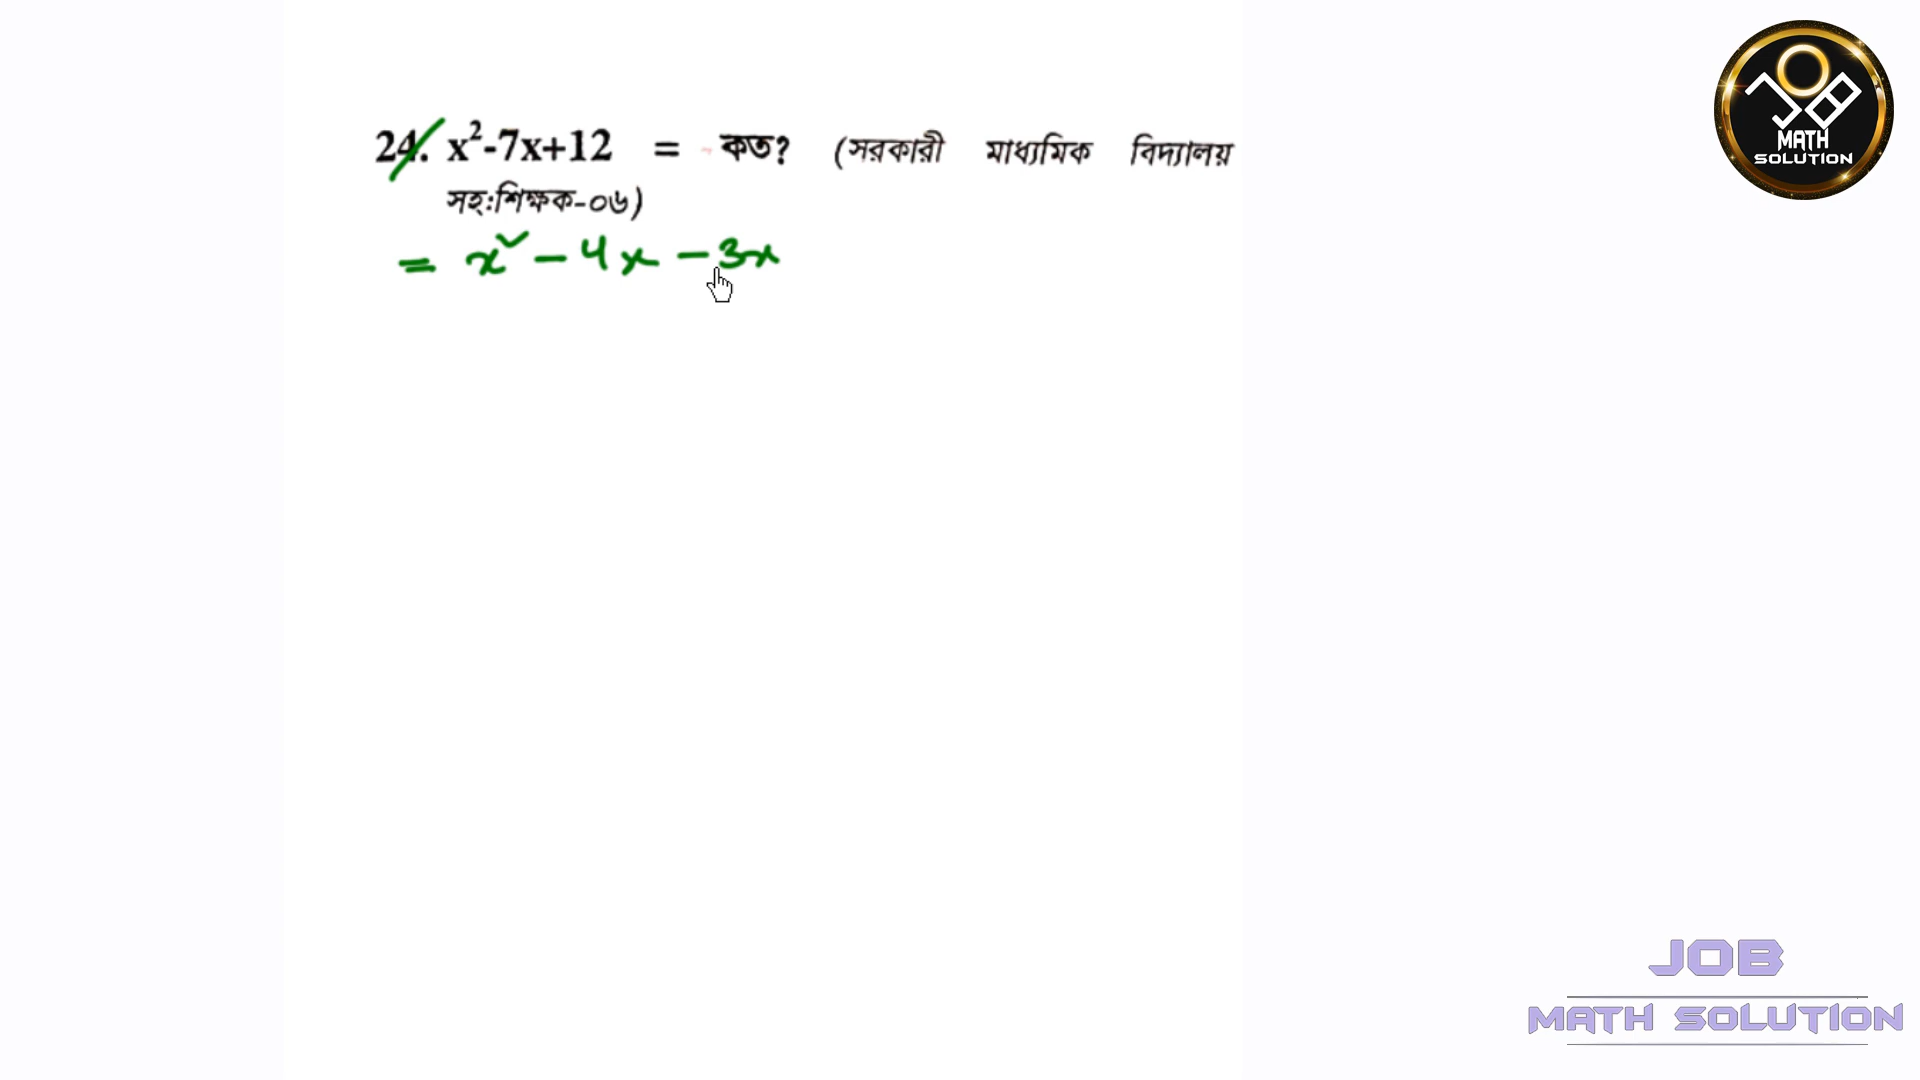 24. x²-7x+12 = কত? (সরকারী মাধ্যমিক বিদ্যালয়
সহ:শিক্ষক-০৬)
= x² - 4x - 3x
JOB
MATH
SOLUTION
JOB
MATH SOLUTION